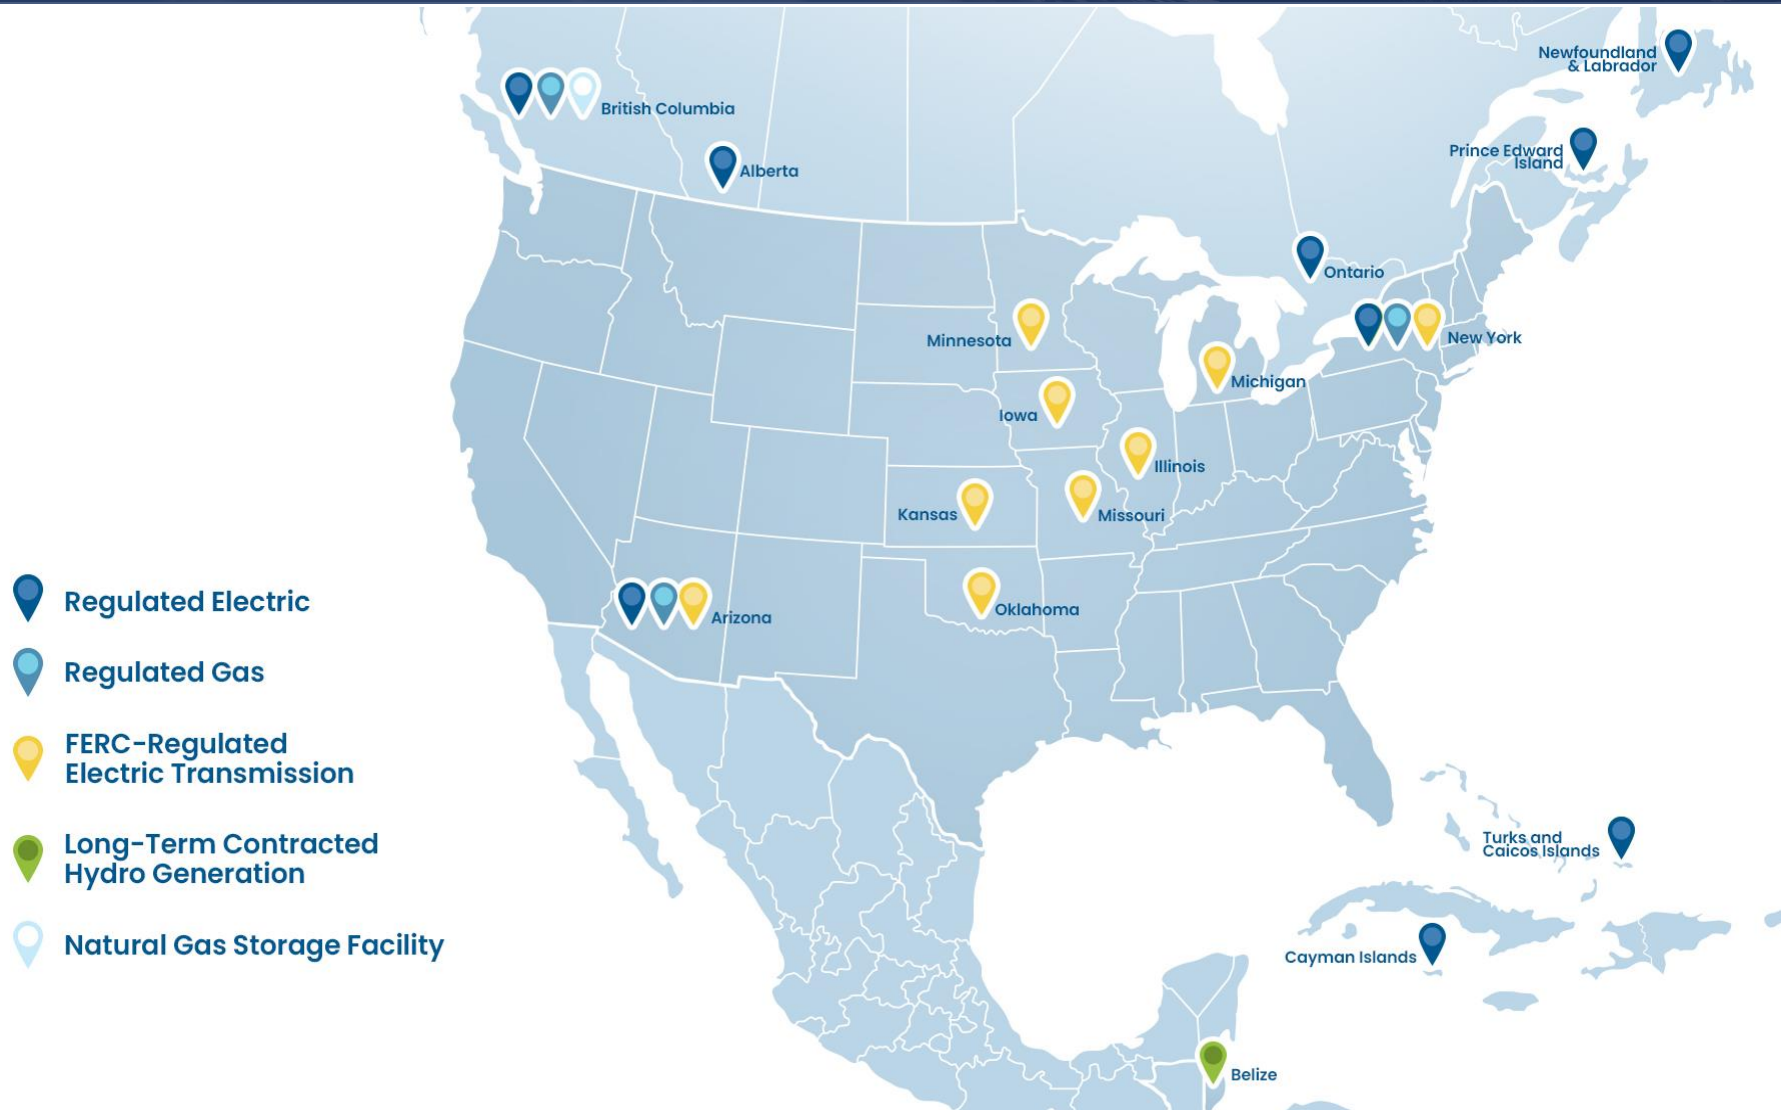 Newfoundland
& Labrador
British Columbia
Prince Edward
Island
Alberta
Ontario
Minnesota
New York
Michigan
Iowa
Illinois
Kansas
Missouri
Regulated Electric
Oklahoma
Arizona
Regulated Gas
FERC-Regulated
Electric Transmission
Long-Term Contracted
Hydro Generation
Turks and
Caicos Islands
Natural Gas Storage Facility
Cayman Islands
Belize